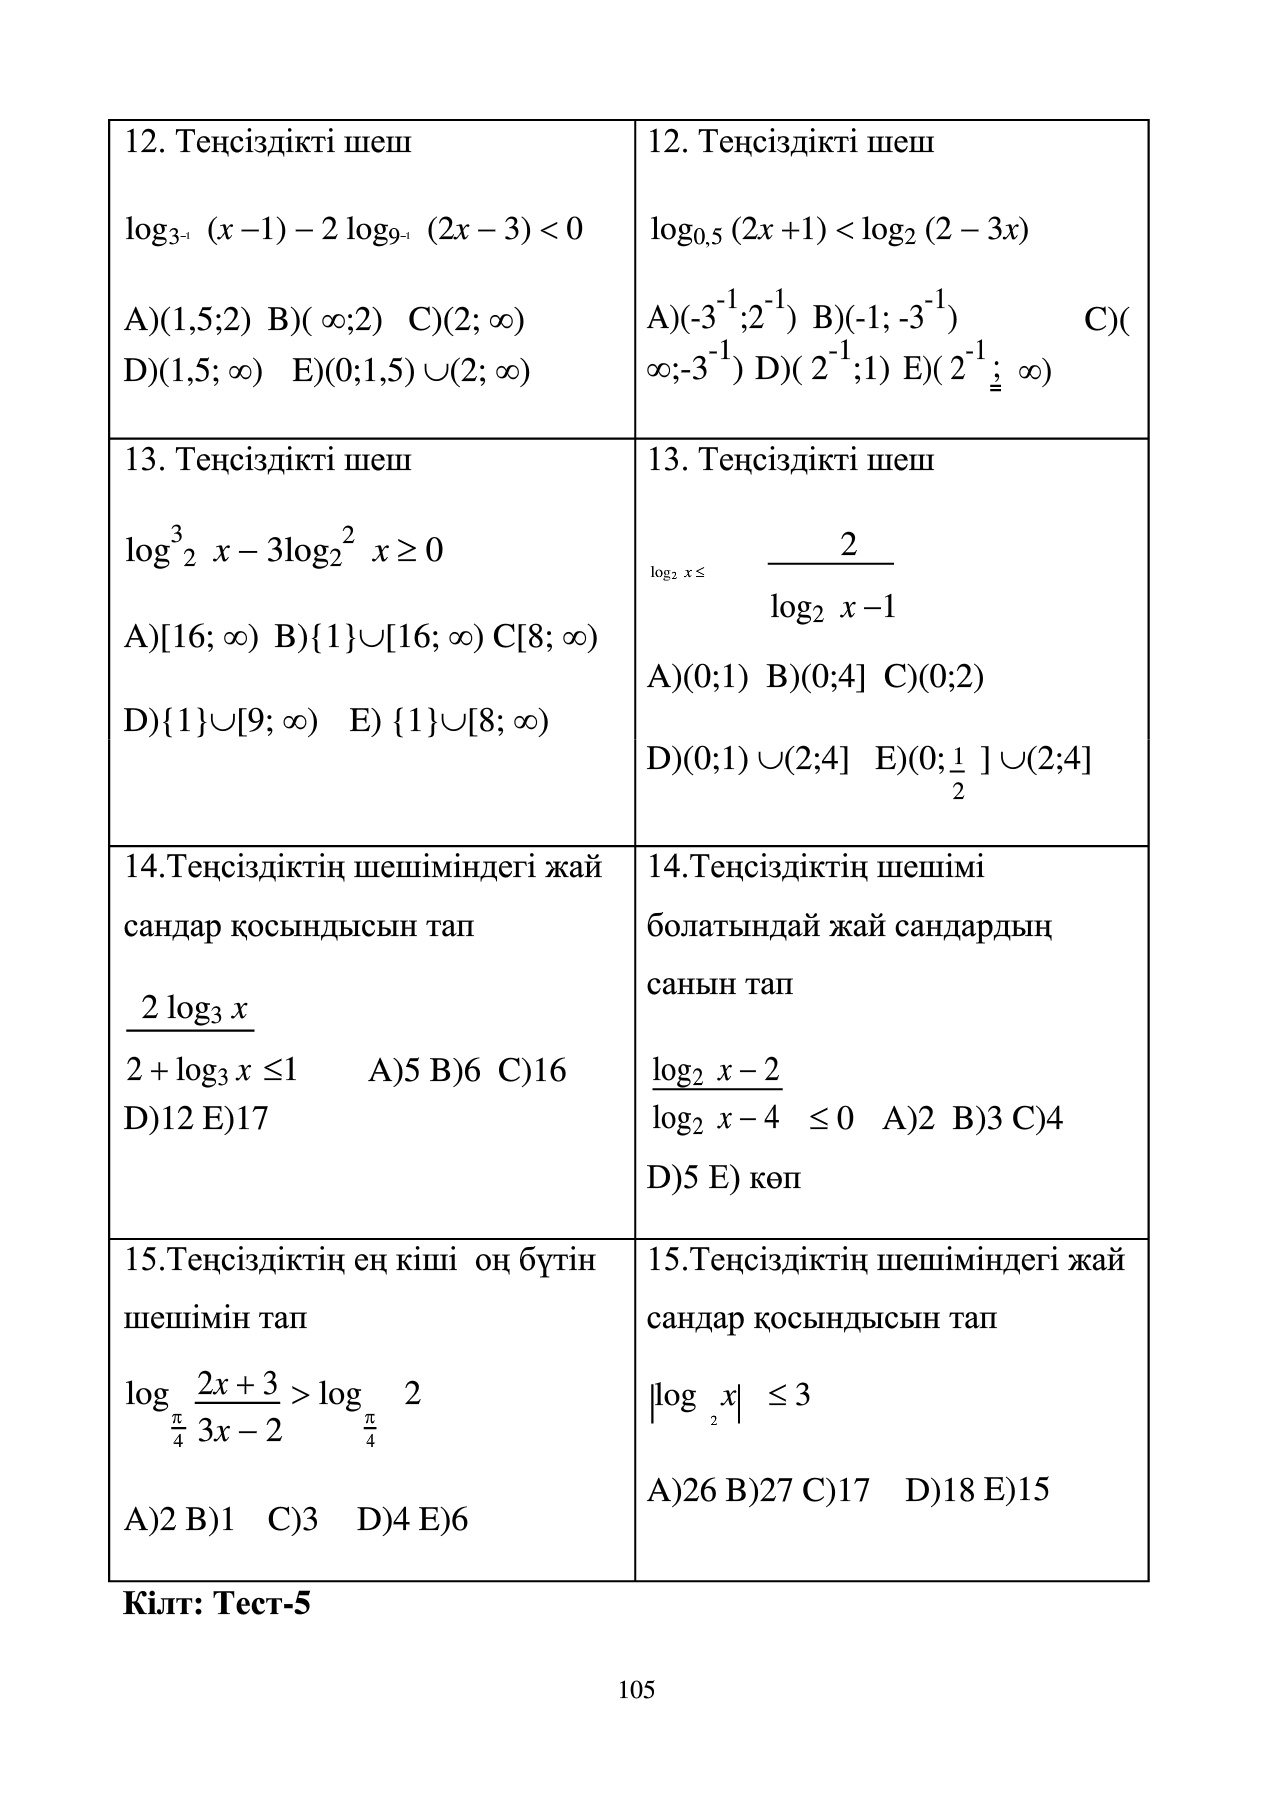 12. Теңсіздікті шеш
log₃₋₁ (x −1) − 2 log₉₋₁ (2x − 3) < 0
A)(1,5;2) B)( ∞;2) C)(2; ∞)
D)(1,5; ∞) E)(0;1,5) ∪(2; ∞)
12. Теңсіздікті шеш
log0,5 (2x +1) < log₂ (2 − 3x)
A)(-3⁻¹;2⁻¹) B)(-1; -3⁻¹) C)(
∞;-3⁻¹) D)( 2⁻¹;1) E)( 2⁻¹ ; ∞)
13. Теңсіздікті шеш
log³₂ x − 3log₂² x ≥ 0
A)[16; ∞) B){1}∪[16; ∞) C[8; ∞)
D){1}∪[9; ∞) E) {1}∪[8; ∞)
13. Теңсіздікті шеш
2
log₂ x ≤
log₂ x −1
A)(0;1) B)(0;4] C)(0;2)
D)(0;1) ∪(2;4] E)(0; 1 ] ∪(2;4]
2
14.Теңсіздіктің шешіміндегі жай
сандар қосындысын тап
2 log₃ x
2 + log₃ x ≤1 A)5 B)6 C)16
D)12 E)17
14.Теңсіздіктің шешімі
болатындай жай сандардың
санын тап
log₂ x − 2
log₂ x − 4 ≤ 0 A)2 B)3 C)4
D)5 E) көп
15.Теңсіздіктің ең кіші оң бүтін
шешімін тап
2x + 3
log > log 2
π π
4 3x − 2 4
A)2 B)1 C)3 D)4 E)6
15.Теңсіздіктің шешіміндегі жай
сандар қосындысын тап
|log ₂ x| ≤ 3
A)26 B)27 C)17 D)18 E)15
Кілт: Тест-5
105